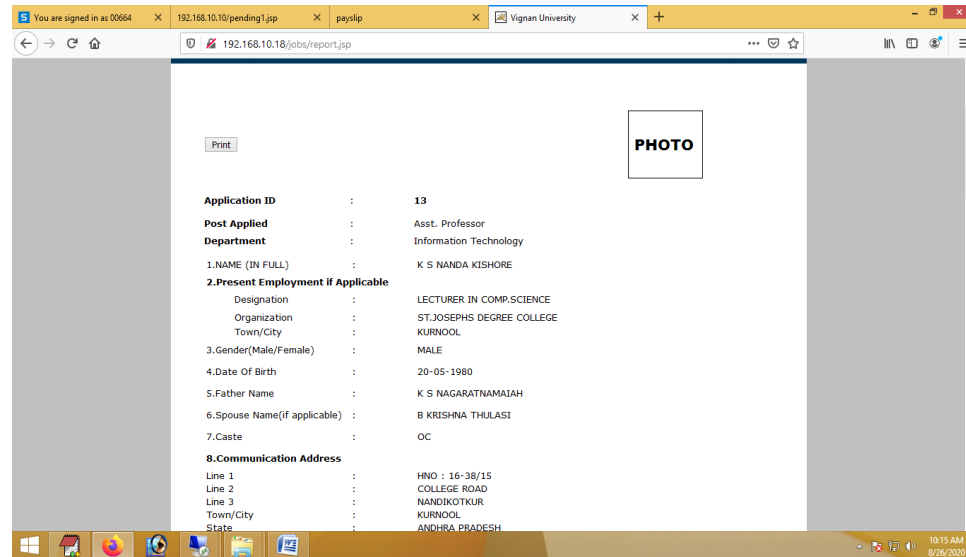 You are signed in as 00664
192.168.10.10/pending1.jsp
payslip
Vignan University
192.168.10.18/jobs/report.jsp
Print
PHOTO
Application ID : 13
Post Applied : Asst. Professor
Department : Information Technology
1.NAME (IN FULL) : K S NANDA KISHORE
2.Present Employment if Applicable
Designation : LECTURER IN COMP.SCIENCE
Organization : ST.JOSEPHS DEGREE COLLEGE
Town/City : KURNOOL
3.Gender(Male/Female) : MALE
4.Date Of Birth : 20-05-1980
5.Father Name : K S NAGARATNAMAIAH
6.Spouse Name(if applicable) : B KRISHNA THULASI
7.Caste : OC
8.Communication Address
Line 1 : HNO : 16-38/15
Line 2 : COLLEGE ROAD
Line 3 : NANDIKOTKUR
Town/City : KURNOOL
State : ANDHRA PRADESH
10:15 AM
8/26/2020